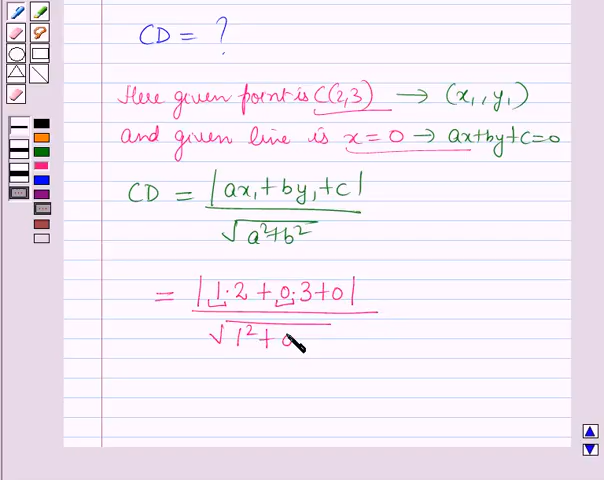 CD = ?
Here given point is C(2,3) → (x₁, y₁)
and given line is x = 0 → ax+by+c=0
CD = |ax₁ + by₁ + c| / √a²+b²
= |1·2 + 0·3 + 0| / √1² + 0